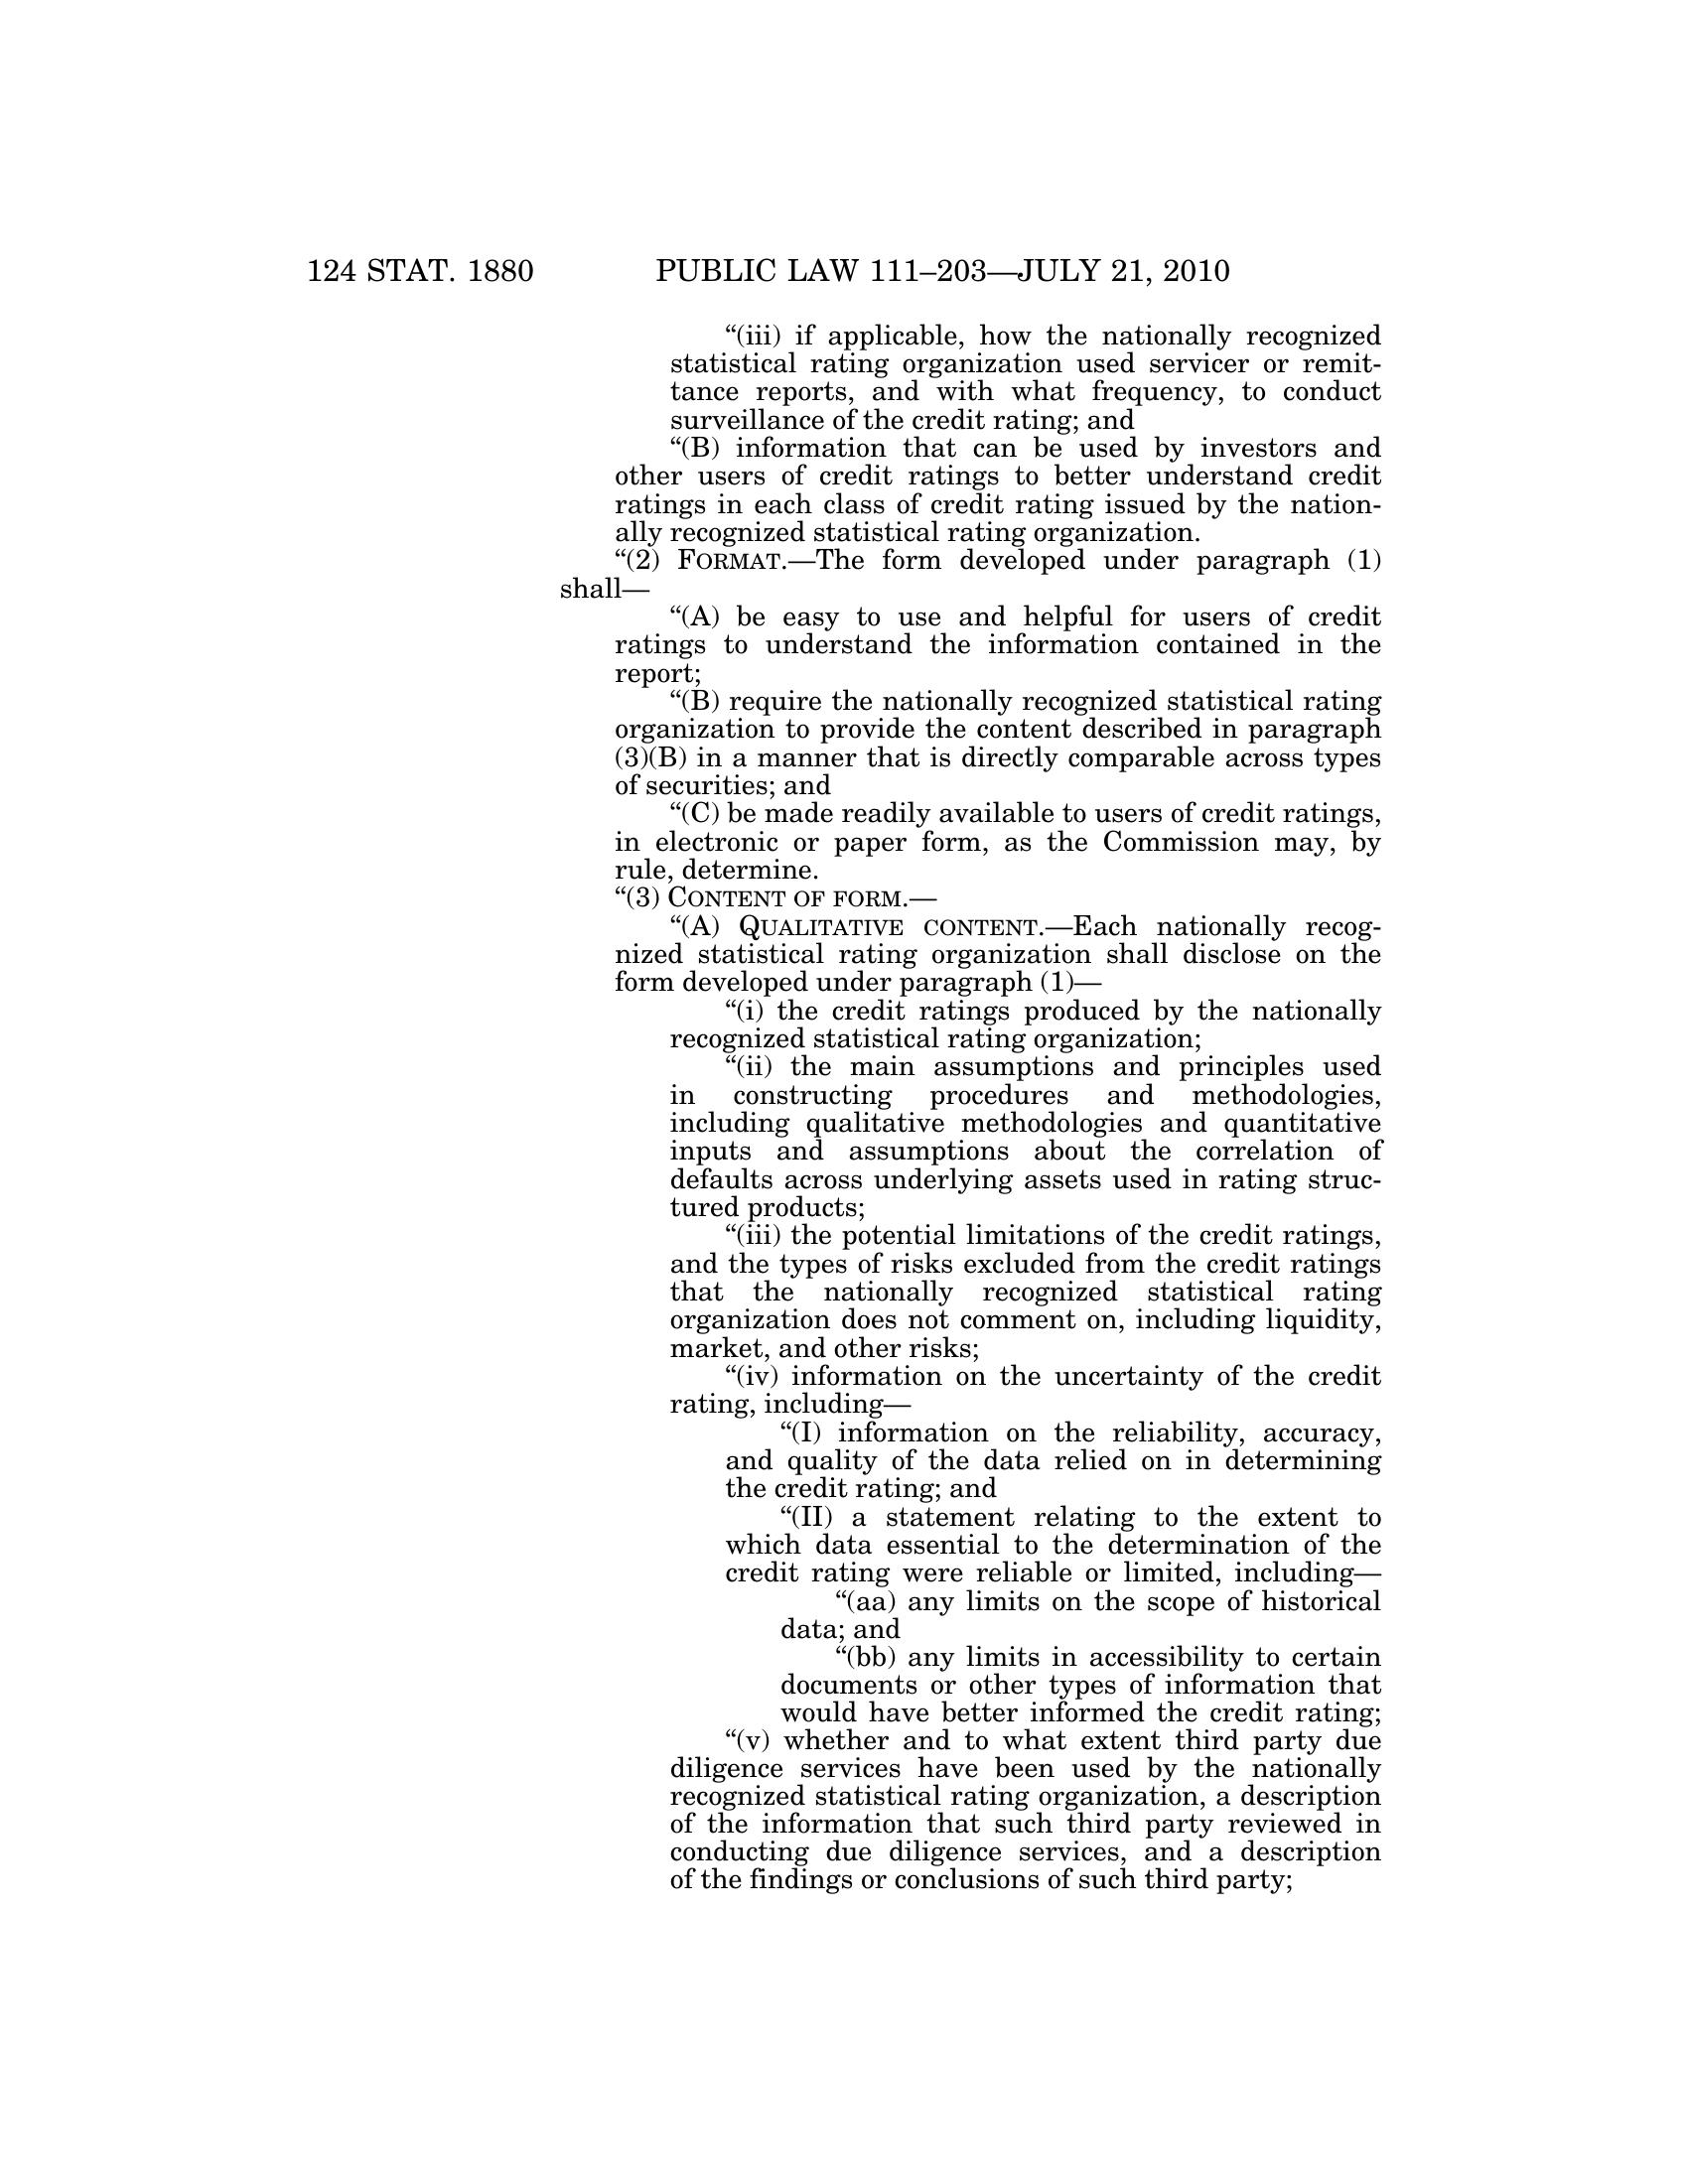 124 STAT. 1880 PUBLIC LAW 111–203—JULY 21, 2010
“(iii) if applicable, how the nationally recognized
statistical rating organization used servicer or remit-
tance reports, and with what frequency, to conduct
surveillance of the credit rating; and
“(B) information that can be used by investors and
other users of credit ratings to better understand credit
ratings in each class of credit rating issued by the nation-
ally recognized statistical rating organization.
“(2) FORMAT.—The form developed under paragraph (1)
shall—
“(A) be easy to use and helpful for users of credit
ratings to understand the information contained in the
report;
“(B) require the nationally recognized statistical rating
organization to provide the content described in paragraph
(3)(B) in a manner that is directly comparable across types
of securities; and
“(C) be made readily available to users of credit ratings,
in electronic or paper form, as the Commission may, by
rule, determine.
“(3) CONTENT OF FORM.—
“(A) QUALITATIVE CONTENT.—Each nationally recog-
nized statistical rating organization shall disclose on the
form developed under paragraph (1)—
“(i) the credit ratings produced by the nationally
recognized statistical rating organization;
“(ii) the main assumptions and principles used
in constructing procedures and methodologies,
including qualitative methodologies and quantitative
inputs and assumptions about the correlation of
defaults across underlying assets used in rating struc-
tured products;
“(iii) the potential limitations of the credit ratings,
and the types of risks excluded from the credit ratings
that the nationally recognized statistical rating
organization does not comment on, including liquidity,
market, and other risks;
“(iv) information on the uncertainty of the credit
rating, including—
“(I) information on the reliability, accuracy,
and quality of the data relied on in determining
the credit rating; and
“(II) a statement relating to the extent to
which data essential to the determination of the
credit rating were reliable or limited, including—
“(aa) any limits on the scope of historical
data; and
“(bb) any limits in accessibility to certain
documents or other types of information that
would have better informed the credit rating;
“(v) whether and to what extent third party due
diligence services have been used by the nationally
recognized statistical rating organization, a description
of the information that such third party reviewed in
conducting due diligence services, and a description
of the findings or conclusions of such third party;